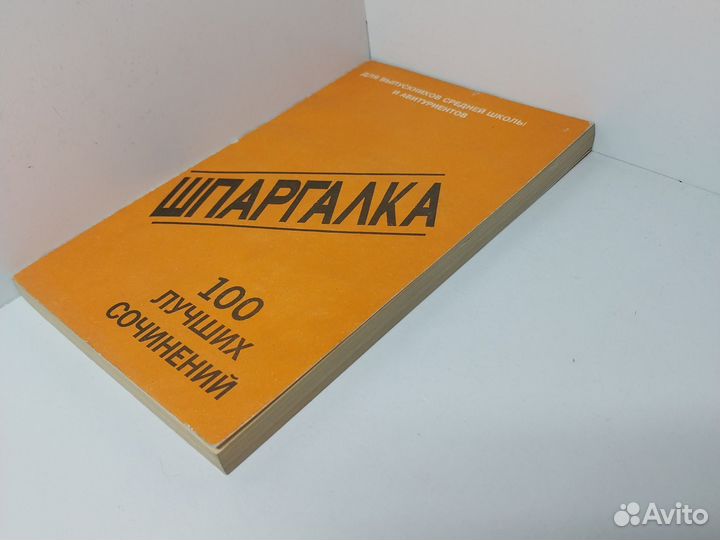 ДЛЯ ВЫПУСКНИКОВ СРЕДНЕЙ ШКОЛЫ
И АБИТУРИЕНТОВ
ШПАРГАЛКА
100
ЛУЧШИХ
СОЧИНЕНИЙ
Avito